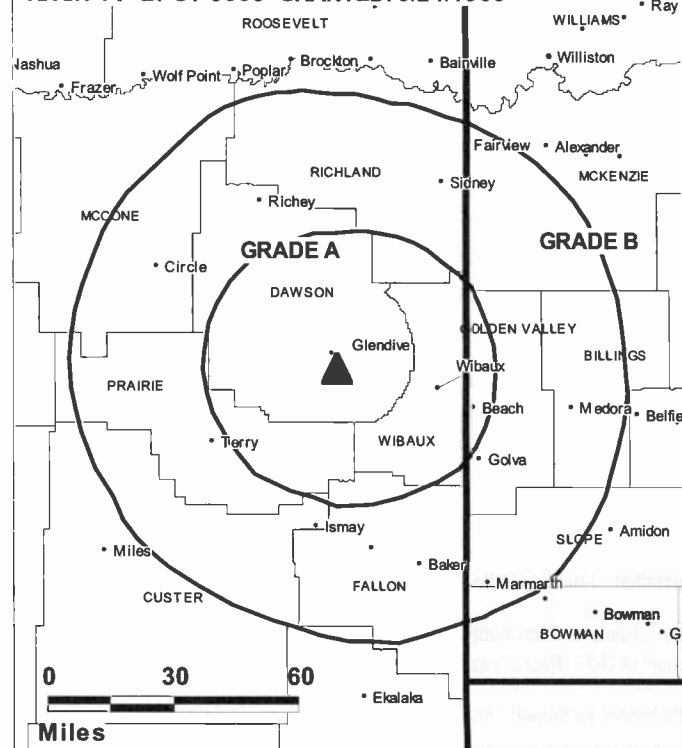 ROOSEVELT
WILLIAMS
Ray
Nashua
Brockton
Bainville
Williston
Wolf Point
Poplar
Frazer
Fairview
Alexander
RICHLAND
MCKENZIE
Sidney
Richey
MCCONE
GRADE A
GRADE B
Circle
DAWSON
GOLDEN VALLEY
Glendive
BILLINGS
Wibaux
PRAIRIE
Beach
Medora
Terry
WIBAUX
Golva
Ismay
Amidon
SLOPE
Miles
Baker
FALLON
Marmarth
CUSTER
Bowman
BOWMAN
G
0 30 60
Ekalaka
Miles